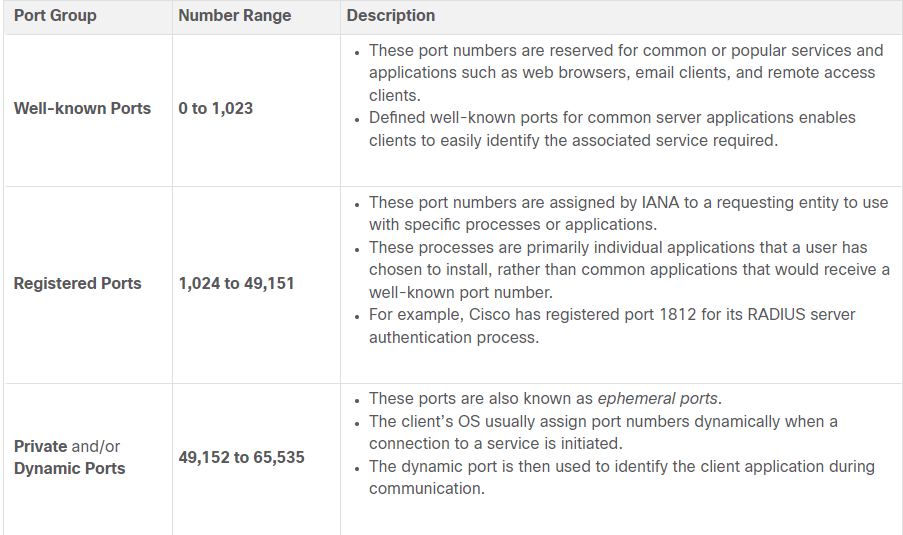 Port Group Number Range Description
These port numbers are reserved for common or popular services and
applications such as web browsers, email clients, and remote access
clients.
Well-known Ports 0 to 1,023
Defined well-known ports for common server applications enables
clients to easily identify the associated service required.
These port numbers are assigned by IANA to a requesting entity to use
with specific processes or applications.
These processes are primarily individual applications that a user has
chosen to install, rather than common applications that would receive a
Registered Ports 1,024 to 49,151
well-known port number.
For example, Cisco has registered port 1812 for its RADIUS server
authentication process.
These ports are also known as ephemeral ports.
The client’s OS usually assign port numbers dynamically when a
connection to a service is initiated.
Private and/or
Dynamic Ports
49,152 to 65,535
The dynamic port is then used to identify the client application during
communication.